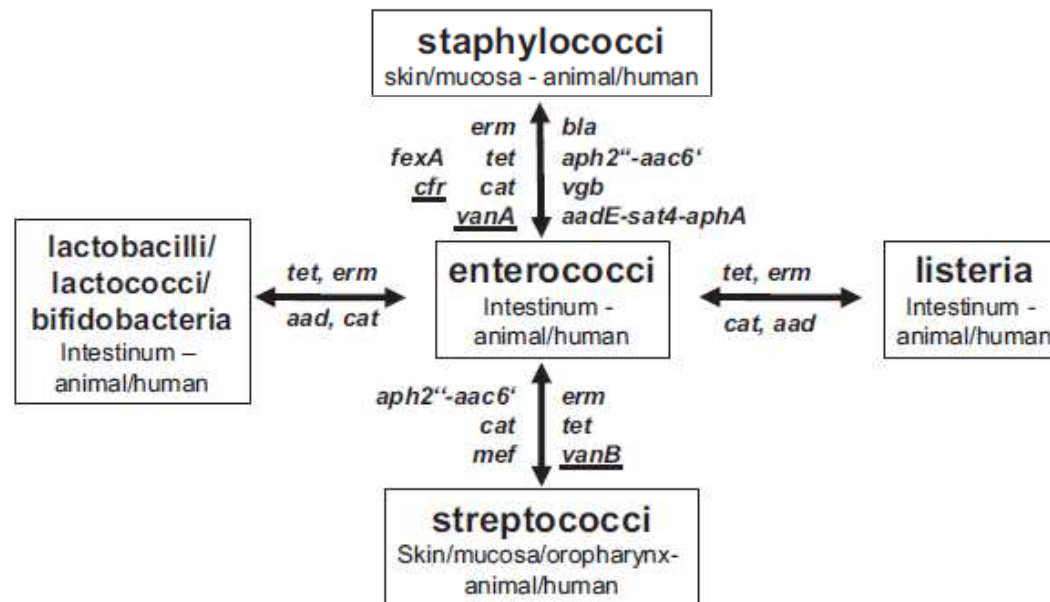 staphylococci
skin/mucosa - animal/human
erm bla
fexA tet aph2“-aac6‘
cfr cat vgb
vanA aadE-sat4-aphA
lactobacilli/
lactococci/
bifidobacteria
Intestinum –
animal/human
tet, erm
aad, cat
enterococci
Intestinum -
animal/human
tet, erm
cat, aad
listeria
Intestinum -
animal/human
aph2“-aac6‘ erm
cat tet
mef vanB
streptococci
Skin/mucosa/oropharynx-
animal/human